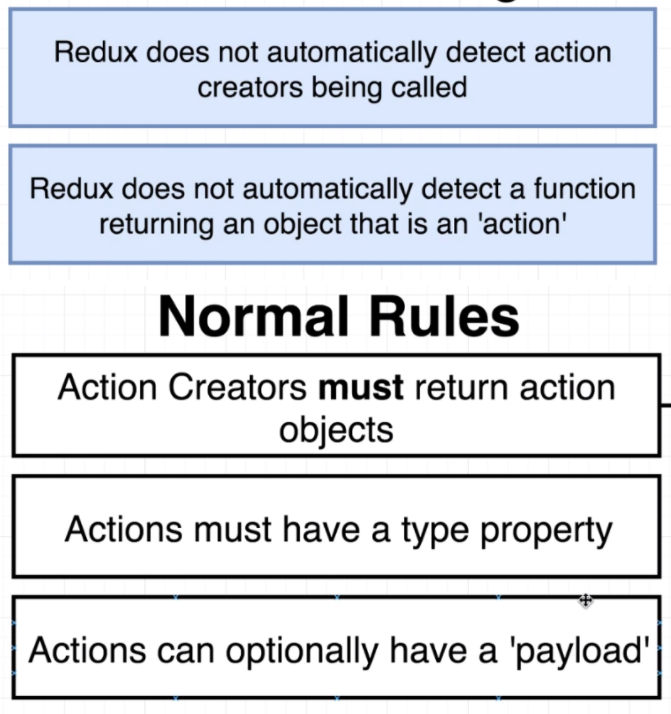 Redux does not automatically detect action
creators being called
Redux does not automatically detect a function
returning an object that is an 'action'
Normal Rules
Action Creators must return action
objects
Actions must have a type property
Actions can optionally have a 'payload'